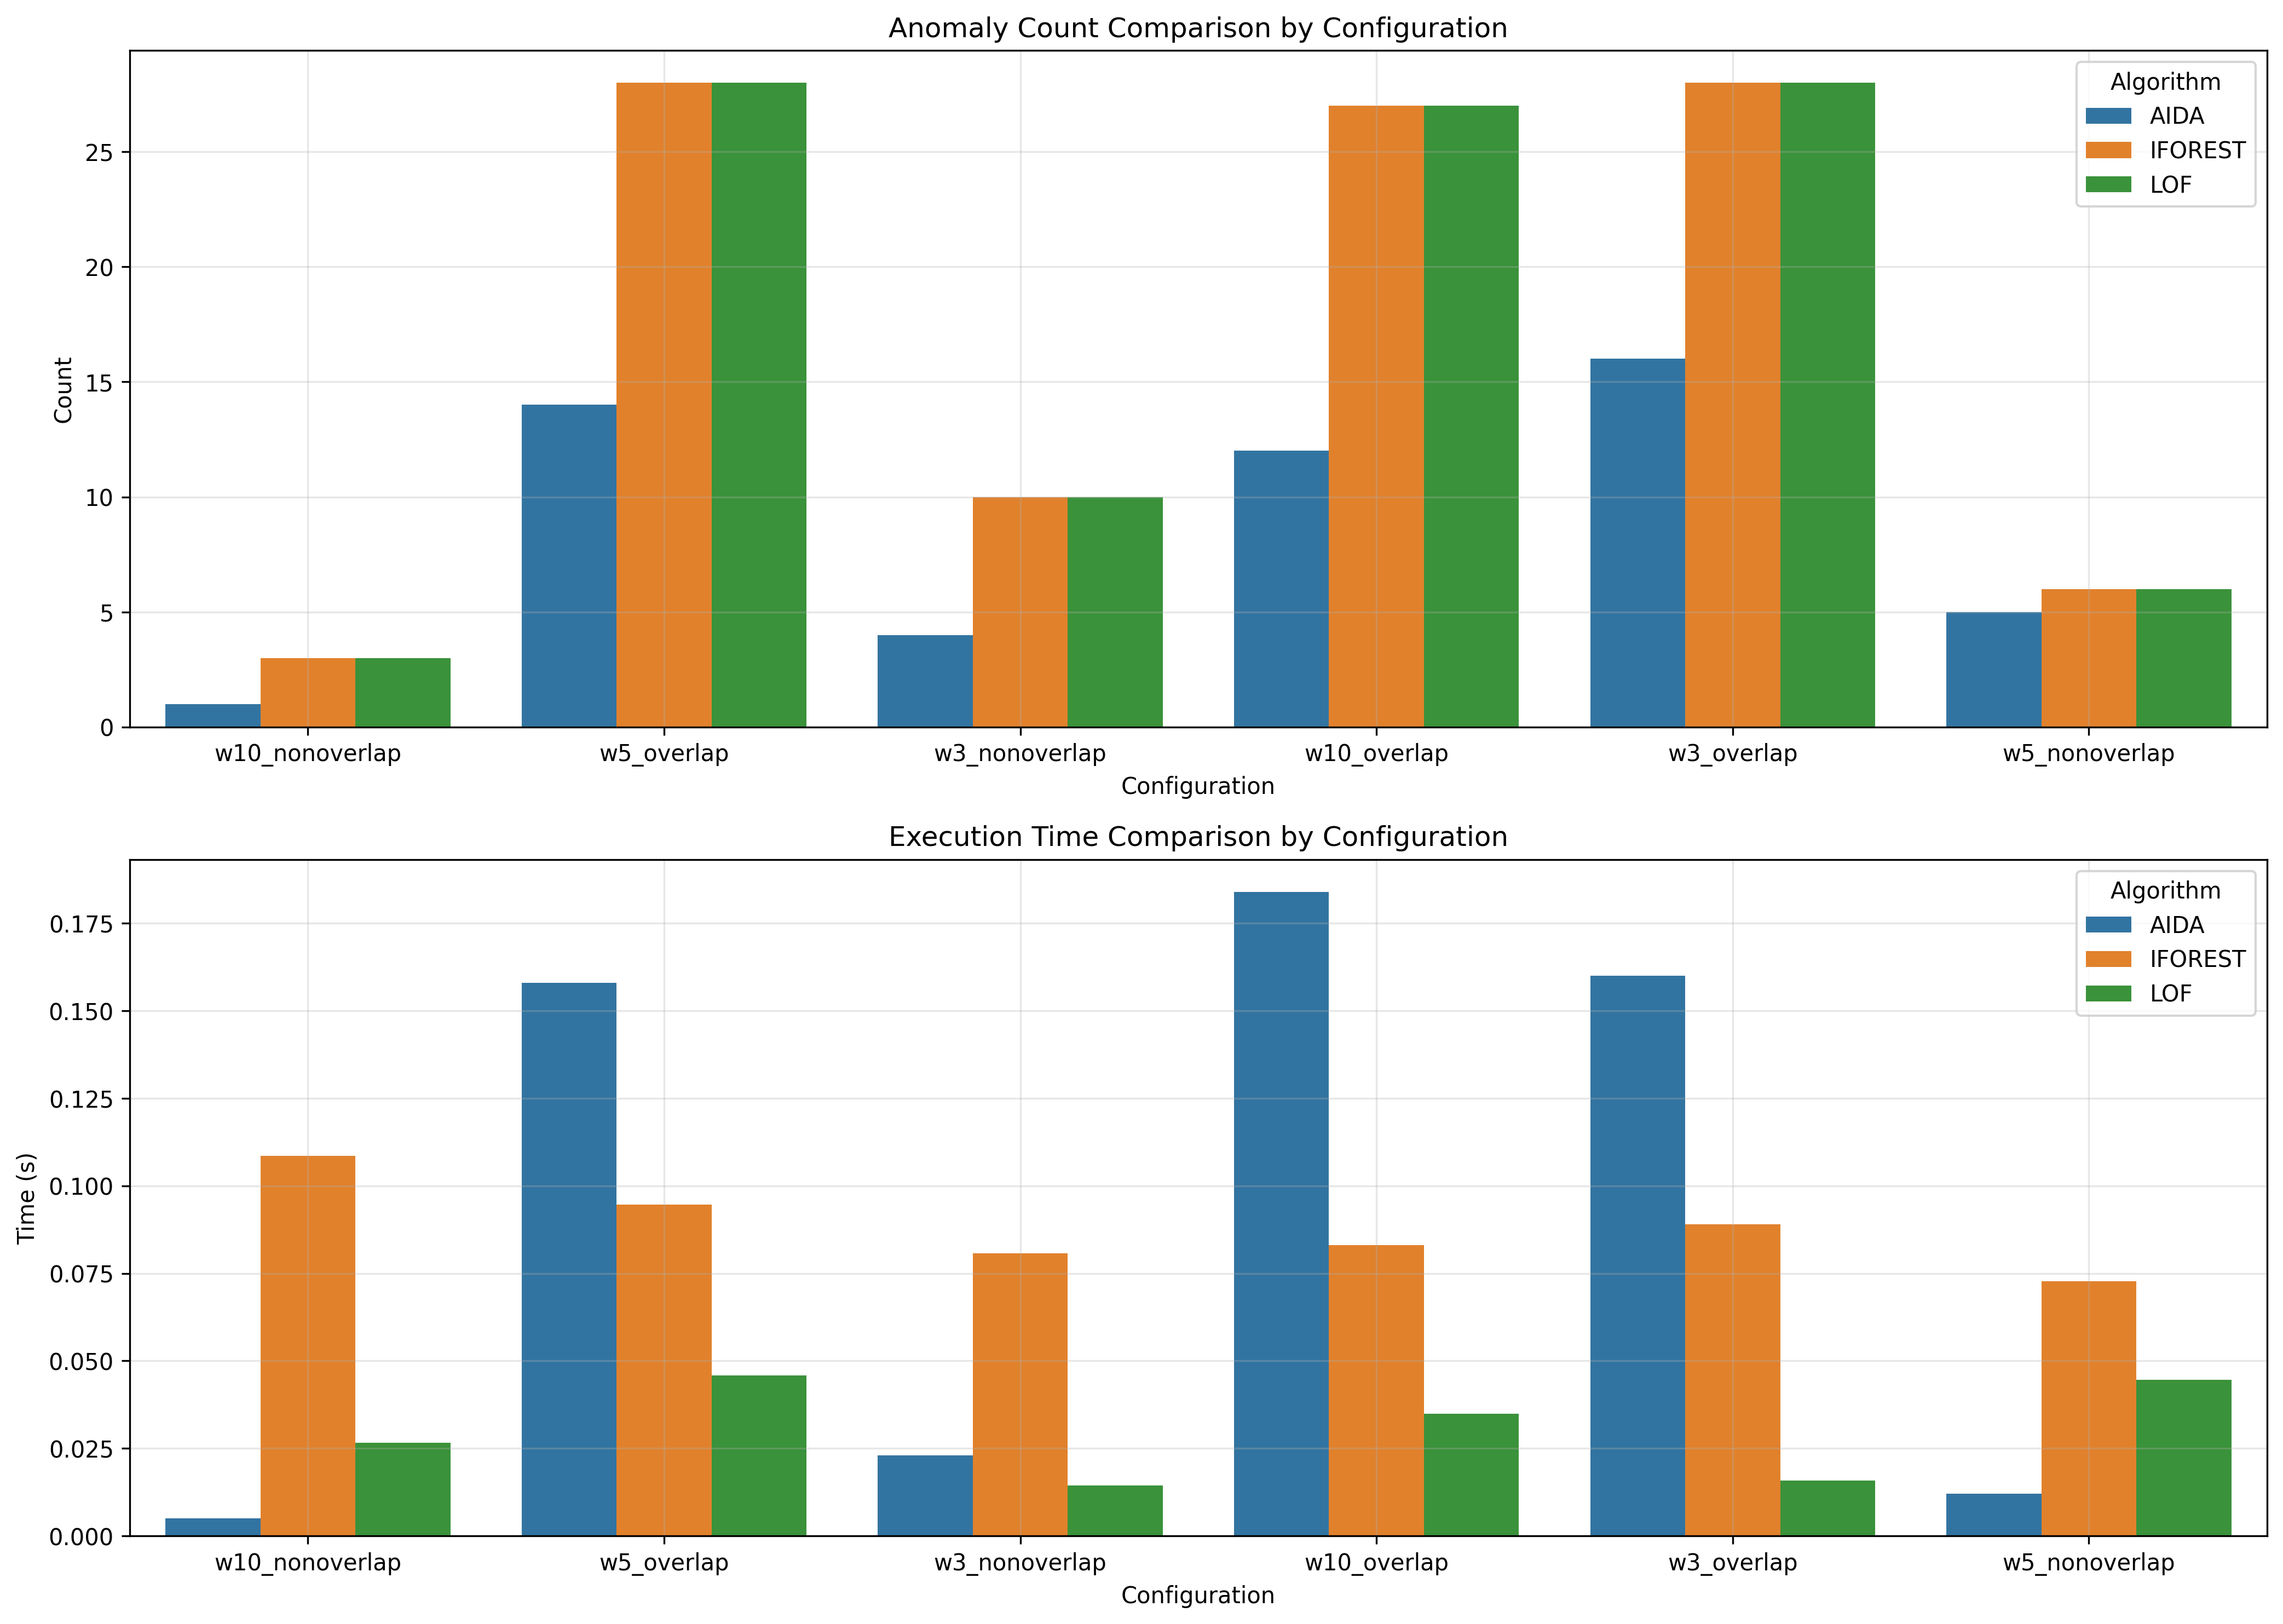 Anomaly Count Comparison by Configuration
Algorithm
AIDA
IFOREST
LOF
Count
25
20
15
10
5
0
w10_nonoverlap w5_overlap w3_nonoverlap w10_overlap w3_overlap w5_nonoverlap
Configuration
Execution Time Comparison by Configuration
Algorithm
AIDA
IFOREST
LOF
Time (s)
0.175
0.150
0.125
0.100
0.075
0.050
0.025
0.000
w10_nonoverlap w5_overlap w3_nonoverlap w10_overlap w3_overlap w5_nonoverlap
Configuration